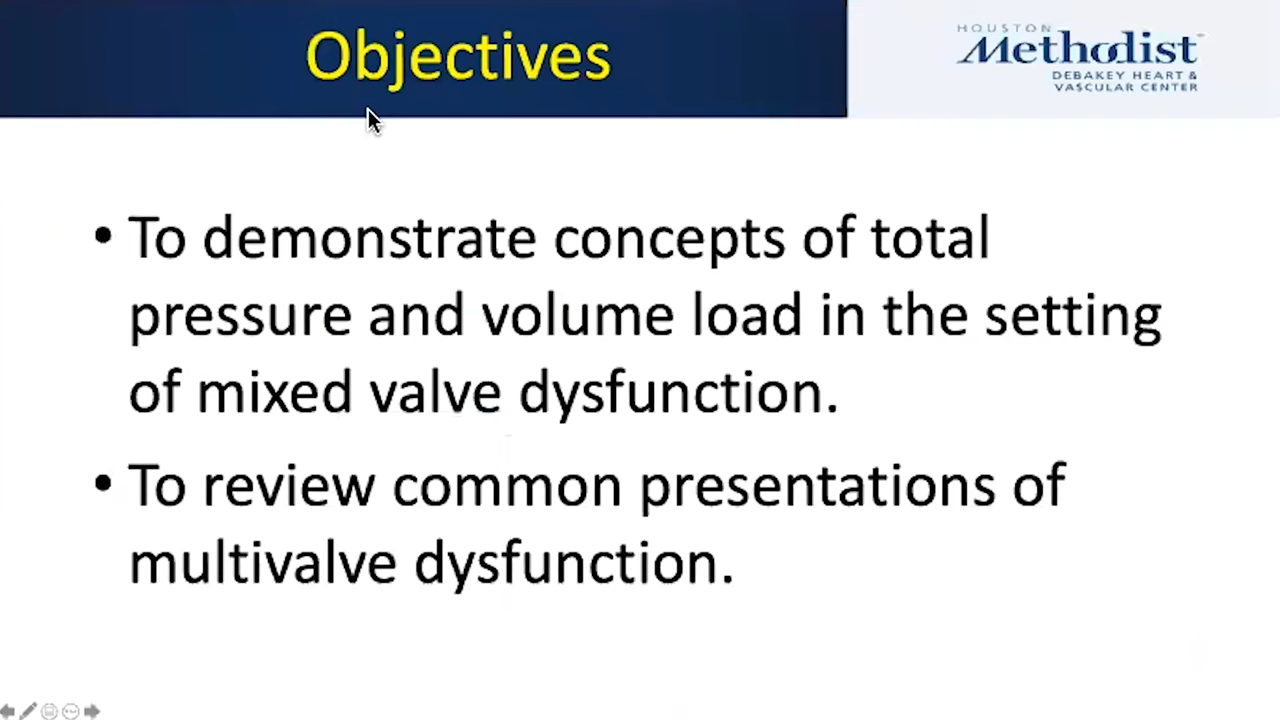 Objectives
HOUSTON
Methodist
DEBAKEY HEART &
VASCULAR CENTER
• To demonstrate concepts of total
pressure and volume load in the setting
of mixed valve dysfunction.
• To review common presentations of
multivalve dysfunction.